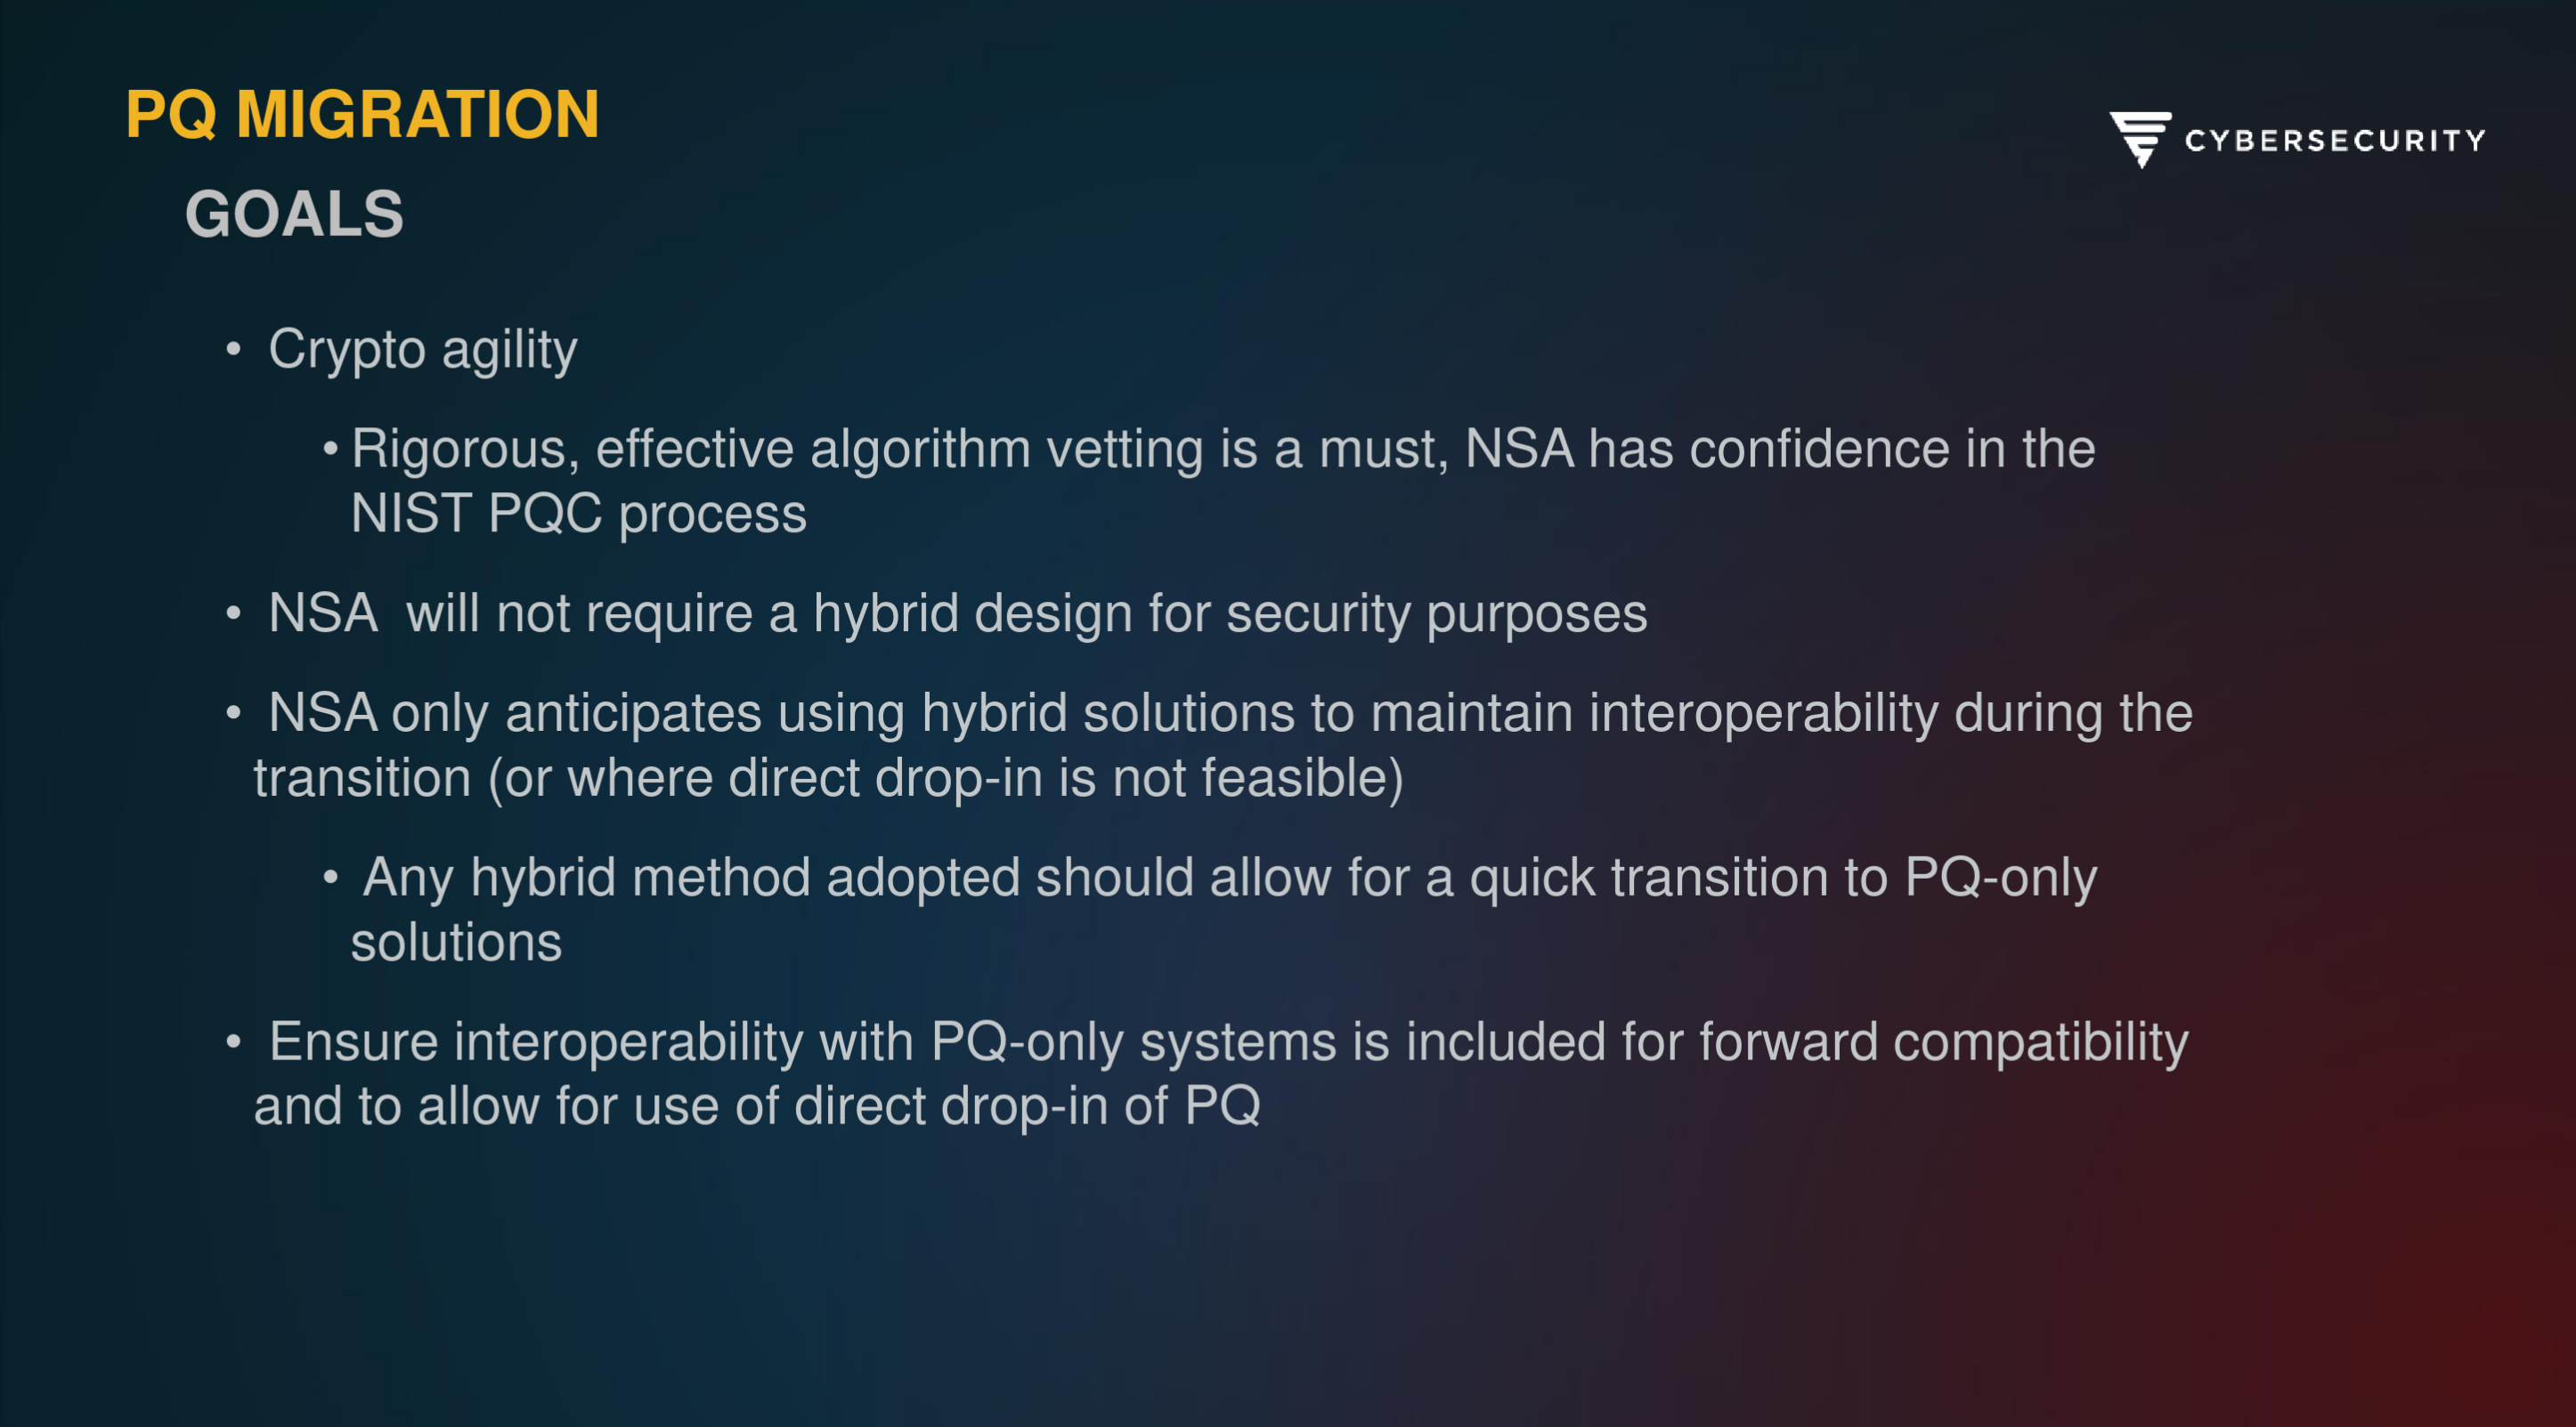 PQ MIGRATION
CYBERSECURITY
GOALS
• Crypto agility
• Rigorous, effective algorithm vetting is a must, NSA has confidence in the
NIST PQC process
• NSA  will not require a hybrid design for security purposes
• NSA only anticipates using hybrid solutions to maintain interoperability during the
transition (or where direct drop-in is not feasible)
• Any hybrid method adopted should allow for a quick transition to PQ-only
solutions
• Ensure interoperability with PQ-only systems is included for forward compatibility
and to allow for use of direct drop-in of PQ